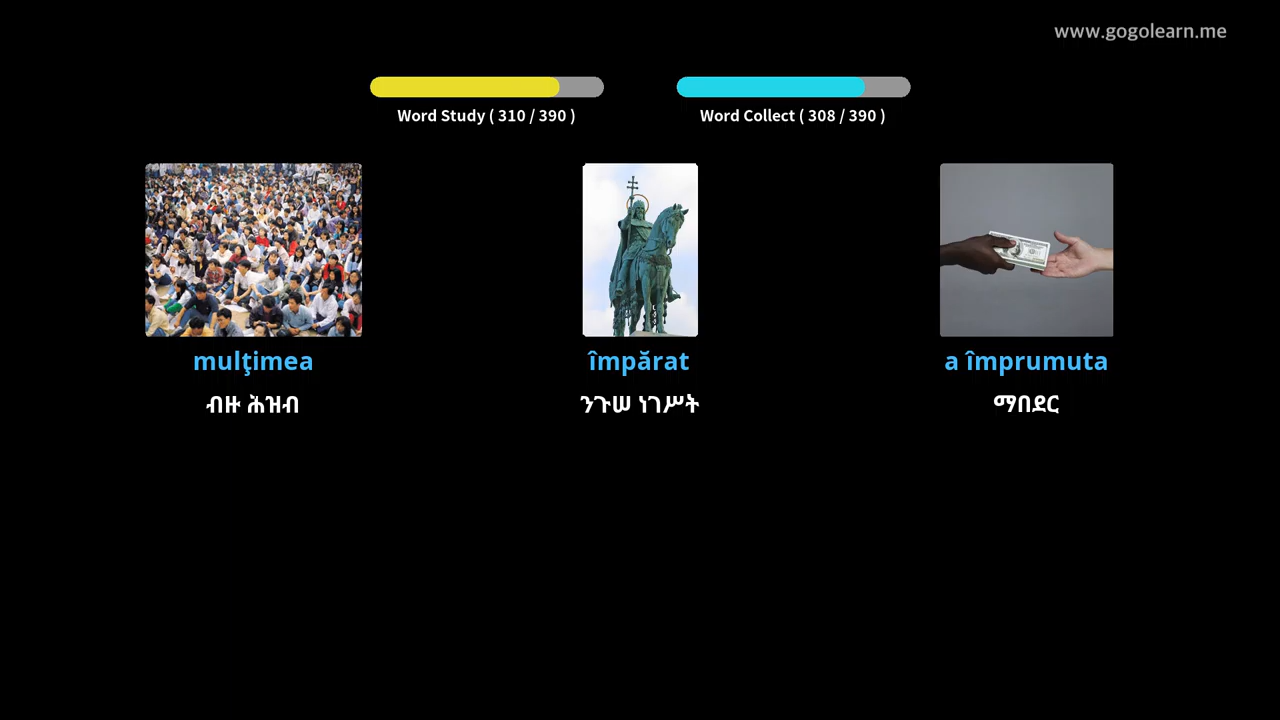 www.gogolearn.me
Word Study ( 310 / 390 )
Word Collect ( 308 / 390 )
mulţimea
împărat
a împrumuta
ብዙ ሕዝብ
ንጉሠ ነገሥት
ማበደር